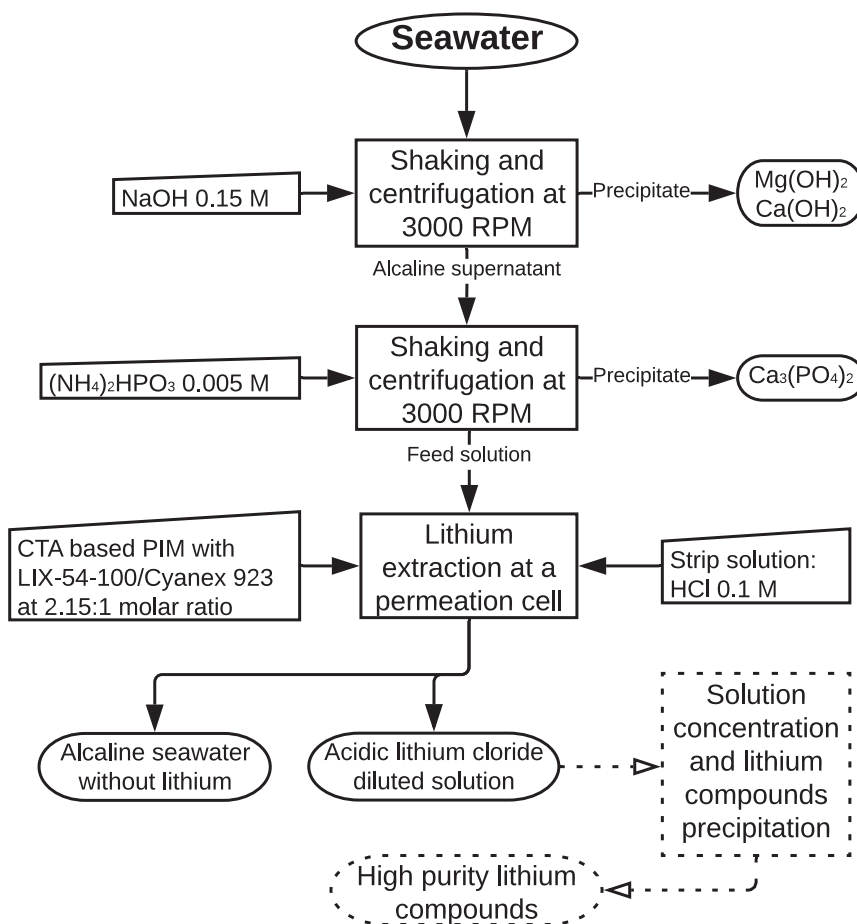 Seawater
Shaking and
centrifugation at
3000 RPM
NaOH 0.15 M
Precipitate
Mg(OH)₂
Ca(OH)₂
Alcaline supernatant
Shaking and
centrifugation at
3000 RPM
(NH₄)₂HPO₃ 0.005 M
Precipitate
Ca₃(PO₄)₂
Feed solution
Lithium
extraction at a
permeation cell
CTA based PIM with
LIX-54-100/Cyanex 923
at 2.15:1 molar ratio
Strip solution:
HCl 0.1 M
Alcaline seawater
without lithium
Acidic lithium cloride
diluted solution
Solution
concentration
and lithium
compounds
precipitation
High purity lithium
compounds